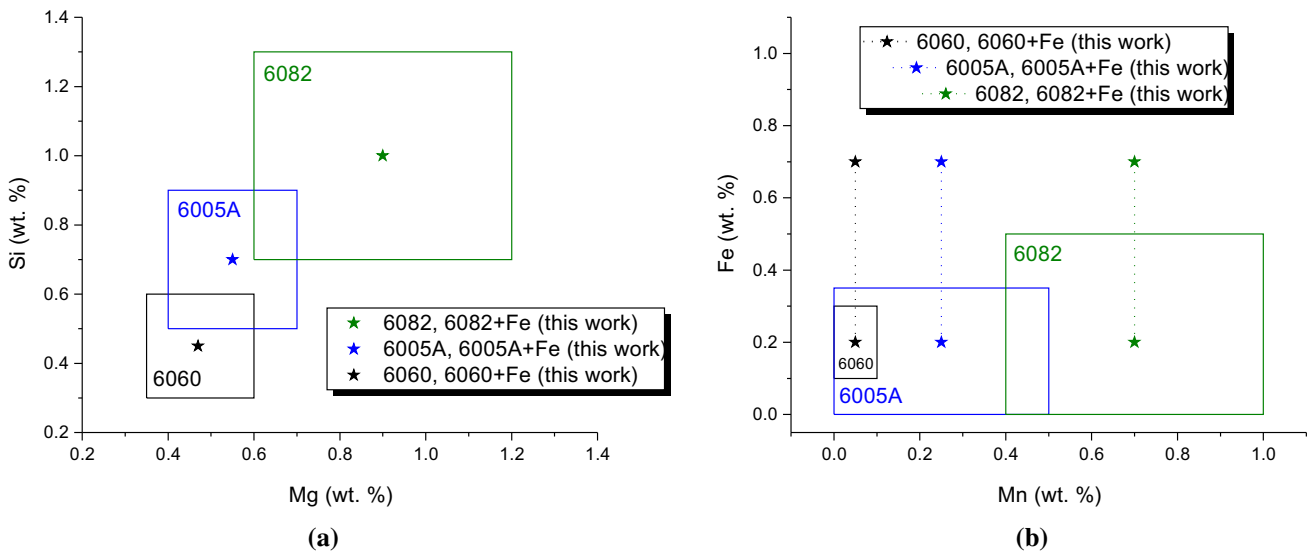 1.4
1.2
1.0
0.8
0.6
0.4
0.2
Si (wt. %)
6082
6005A
6060
6082, 6082+Fe (this work)
6005A, 6005A+Fe (this work)
6060, 6060+Fe (this work)
0.2 0.4 0.6 0.8 1.0 1.2 1.4
Mg (wt. %)
(a)
1.0
0.8
0.6
0.4
0.2
0.0
Fe (wt. %)
6060, 6060+Fe (this work)
6005A, 6005A+Fe (this work)
6082, 6082+Fe (this work)
6082
6060
6005A
0.0 0.2 0.4 0.6 0.8 1.0
Mn (wt. %)
(b)